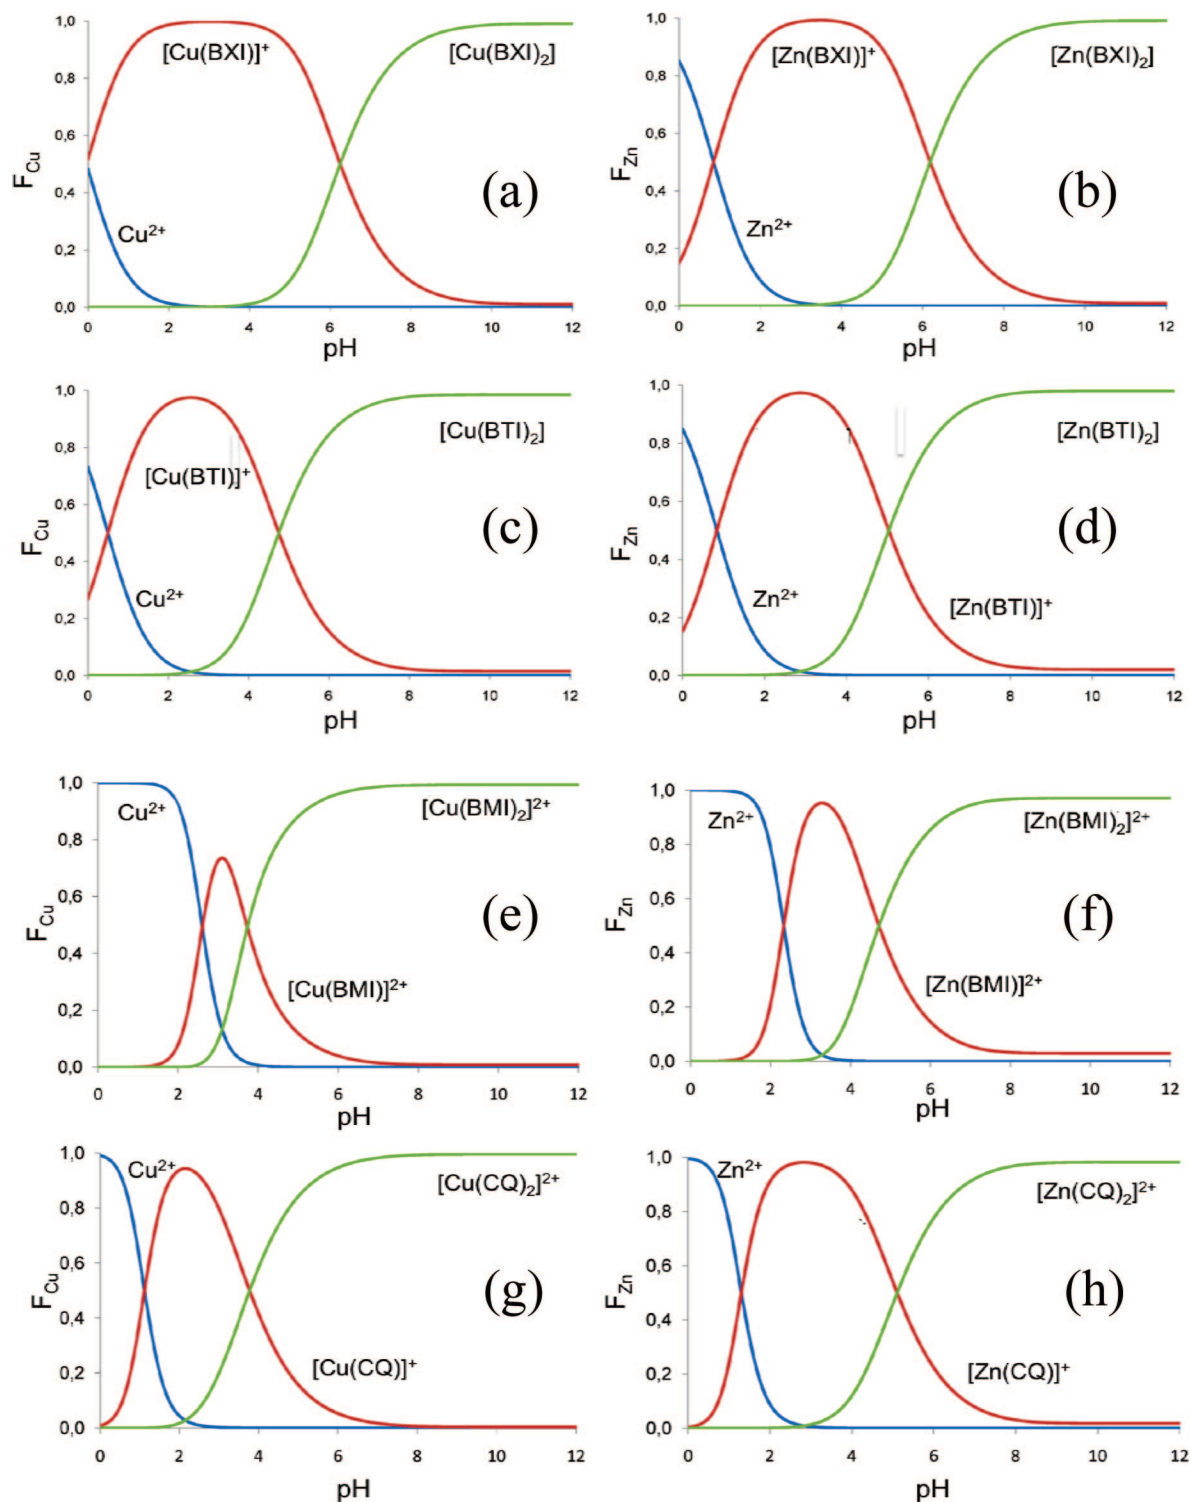 1,0
0,8
0,6
0,4
0,2
0,0
F_Cu
[Cu(BXI)]⁺
[Cu(BXI)₂]
(a)
Cu²⁺
0 2 4 6 8 10 12
pH
1,0
0,8
0,6
0,4
0,2
0,0
F_Zn
[Zn(BXI)]⁺
[Zn(BXI)₂]
(b)
Zn²⁺
0 2 4 6 8 10 12
pH
1,0
0,8
0,6
0,4
0,2
0,0
F_Cu
[Cu(BTI)₂]
[Cu(BTI)]⁺
(c)
Cu²⁺
0 2 4 6 8 10 12
pH
1,0
0,8
0,6
0,4
0,2
0,0
F_Zn
[Zn(BTI)₂]
(d)
Zn²⁺
[Zn(BTI)]⁺
0 2 4 6 8 10 12
pH
1,0
0,8
0,6
0,4
0,2
0,0
F_Cu
Cu²⁺
[Cu(BMI)₂]²⁺
(e)
[Cu(BMI)]²⁺
0 2 4 6 8 10 12
pH
1,0
0,8
0,6
0,4
0,2
0,0
F_Zn
Zn²⁺
[Zn(BMI)₂]²⁺
(f)
[Zn(BMI)]²⁺
0 2 4 6 8 10 12
pH
1,0
0,8
0,6
0,4
0,2
0,0
F_Cu
Cu²⁺
[Cu(CQ)₂]²⁺
(g)
[Cu(CQ)]⁺
0 2 4 6 8 10 12
pH
1,0
0,8
0,6
0,4
0,2
0,0
F_Zn
Zn²⁺
[Zn(CQ)₂]²⁺
(h)
[Zn(CQ)]⁺
0 2 4 6 8 10 12
pH